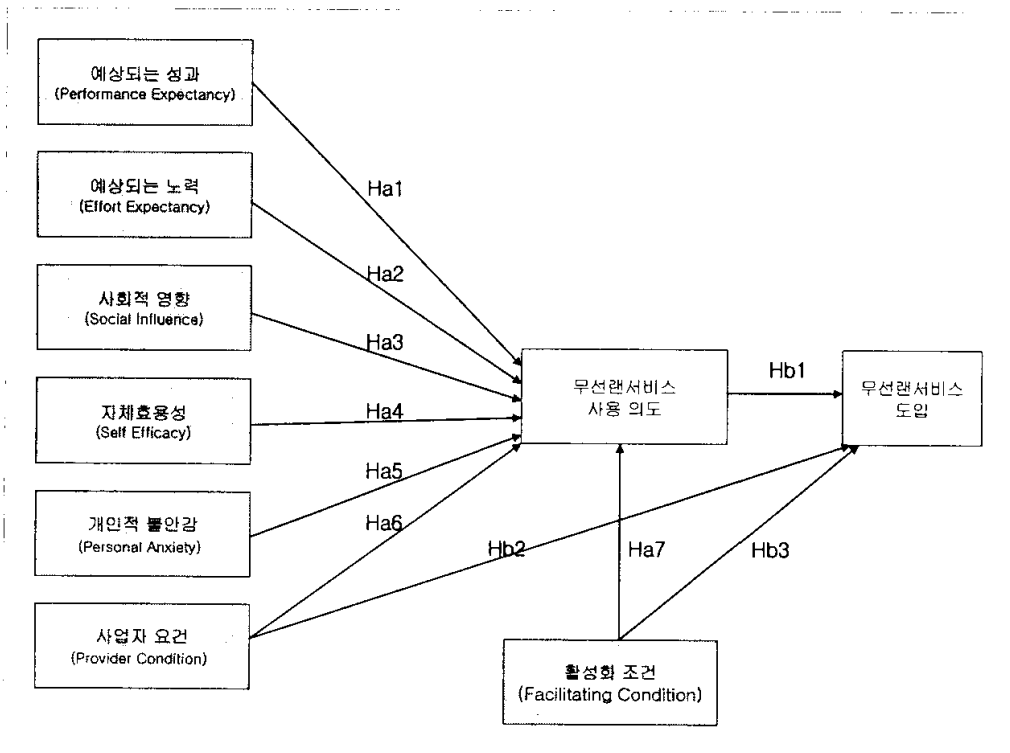 예상되는 성과
(Performance Expectancy)
예상되는 노력
(Effort Expectancy)
사회적 영향
(Social Influence)
자체효용성
(Self Efficacy)
개인적 불안감
(Personal Anxiety)
사업자 요건
(Provider Condition)
Ha1
Ha2
Ha3
Ha4
Ha5
Ha6
무선랜서비스
사용 의도
Hb1
무선랜서비스
도입
Hb2
Ha7
Hb3
활성화 조건
(Facilitating Condition)